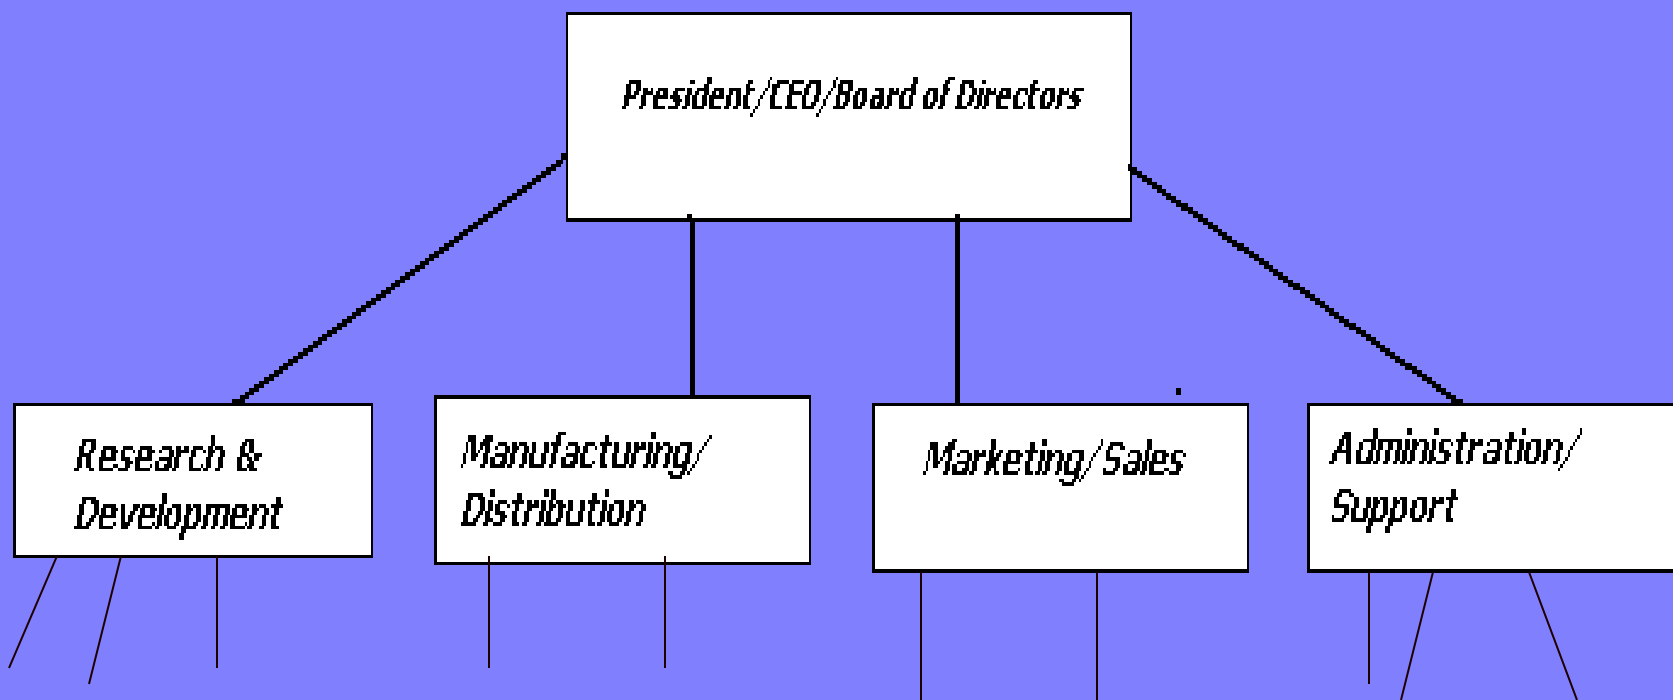 President/CEO/Board of Directors
Research &
Development
Manufacturing/
Distribution
Marketing/Sales
Administration/
Support